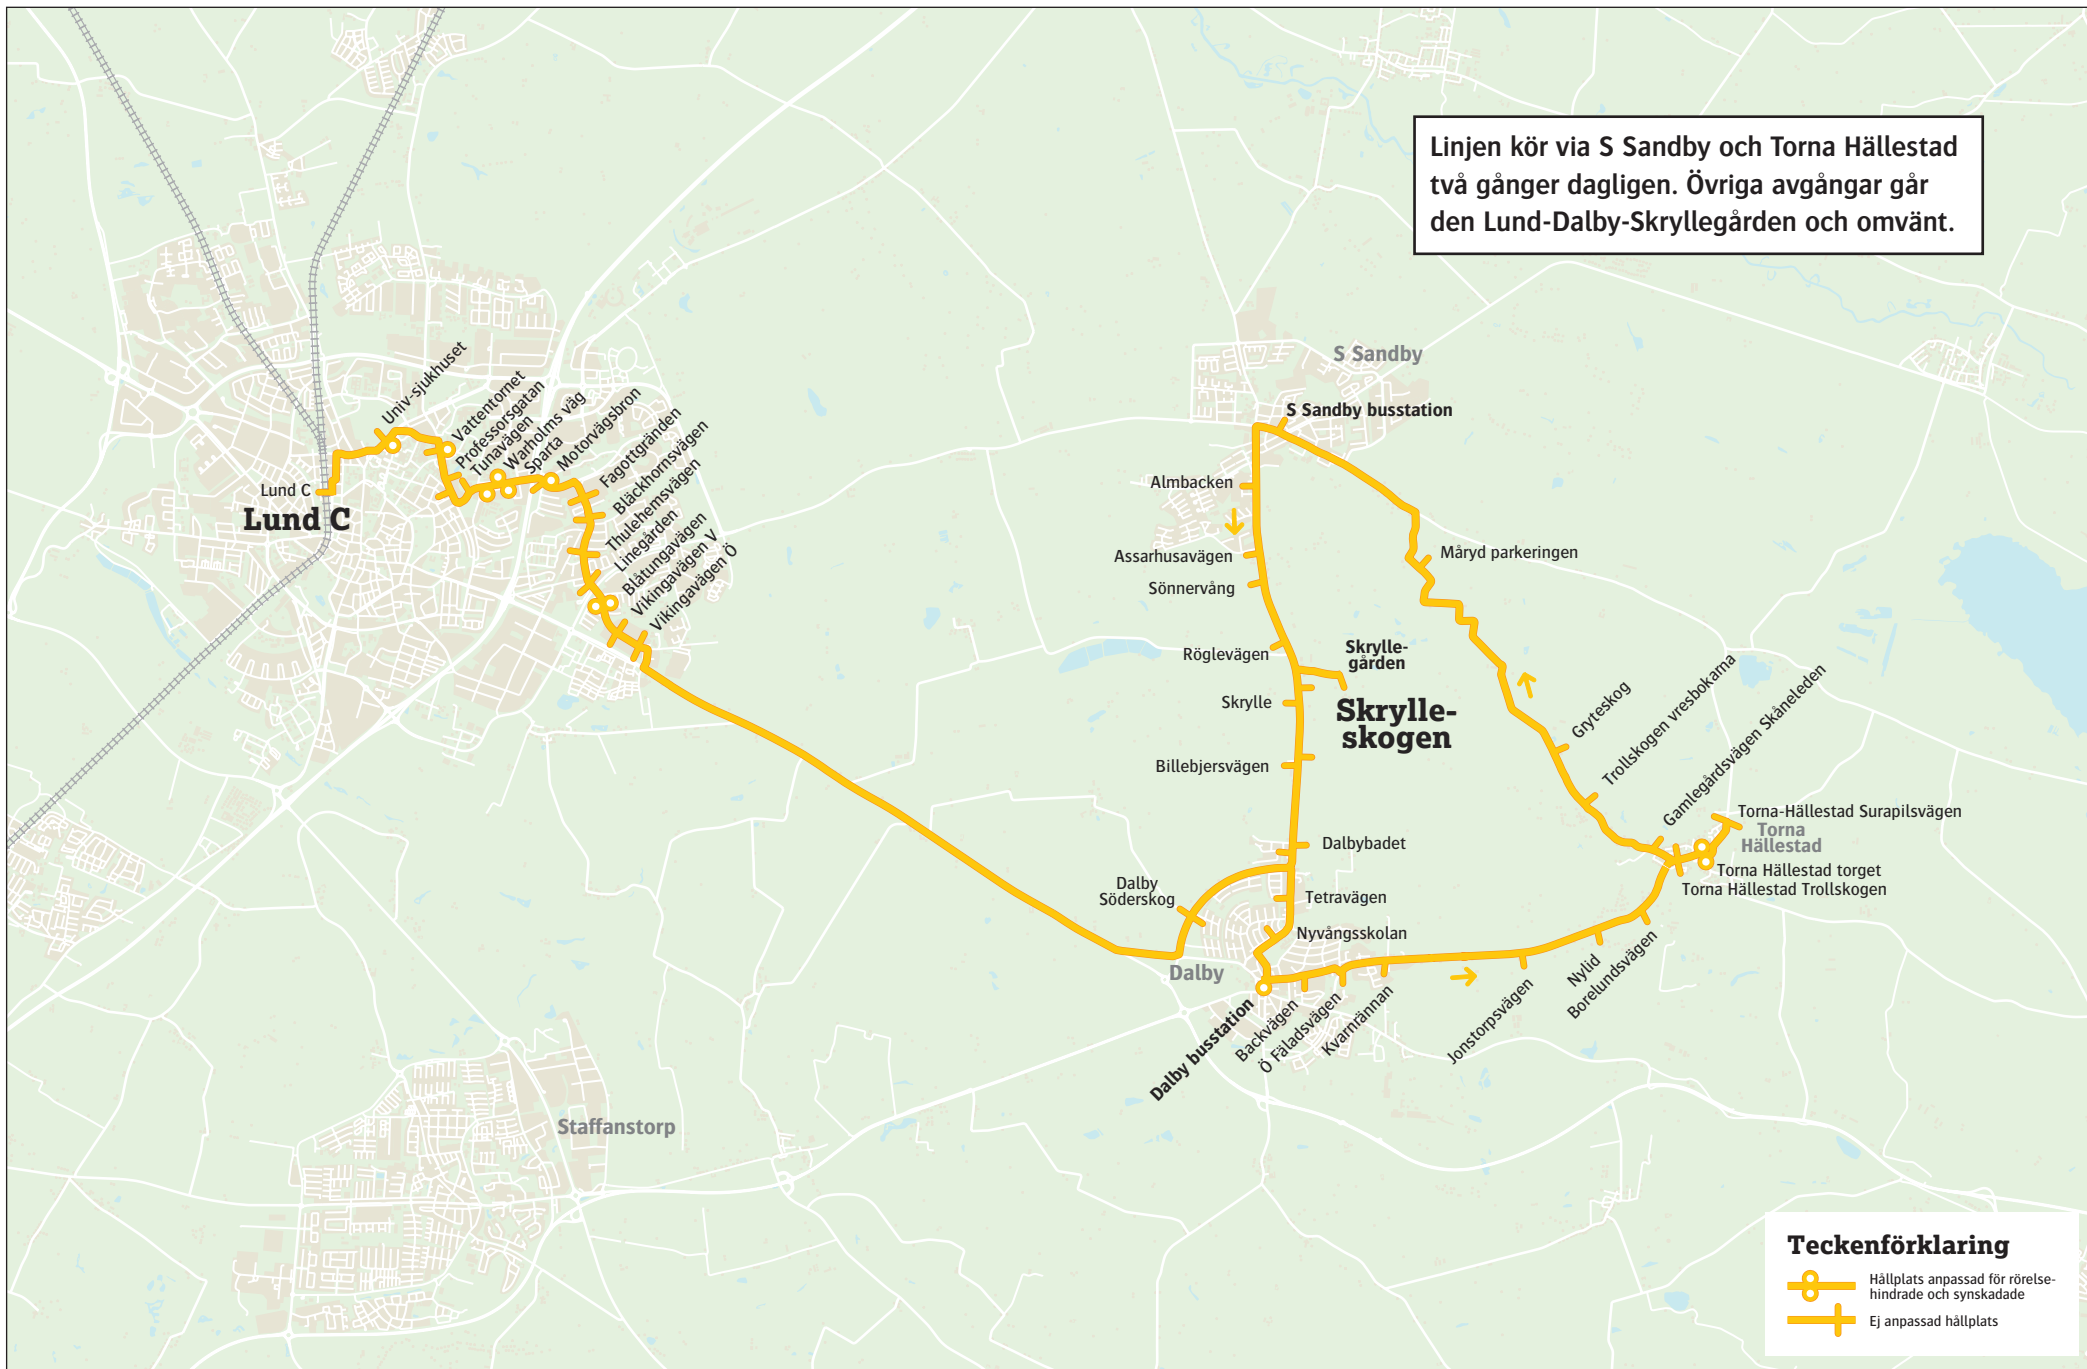 Linjen kör via S Sandby och Torna Hällestad
två gånger dagligen. Övriga avgångar går
den Lund-Dalby-Skryllegården och omvänt.
Lund C
Lund C
Univ-sjukhuset
Vattentornet
Professorsgatan
Tunavägen
Warholms väg
Sparta
Motorvägsbron
Fagottgränden
Bläckhornsvägen
Thulehemsvägen
Linegården
Blåtungavägen
Vikingavägen V
Vikingavägen Ö
S Sandby
S Sandby busstation
Almbacken
Assarhusavägen
Sönnervång
Röglevägen
Skrylle-
gården
Skrylle
Skrylle-
skogen
Billebjersvägen
Dalbybadet
Dalby
Söderskog
Tetravägen
Nyvångsskolan
Dalby
Dalby busstation
Backvägen
Ö Fäladsvägen
Kvarnrännan
Jonstorpsvägen
Nylid
Borelundsvägen
Måryd parkeringen
Gryteskog
Trollskogen vresbokarna
Gamlegårdsvägen Skåneleden
Torna-Hällestad Surapilsvägen
Torna
Hällestad
Torna Hällestad torget
Torna Hällestad Trollskogen
Staffanstorp
Teckenförklaring
Hållplats anpassad för rörelse-
hindrade och synskadade
Ej anpassad hållplats